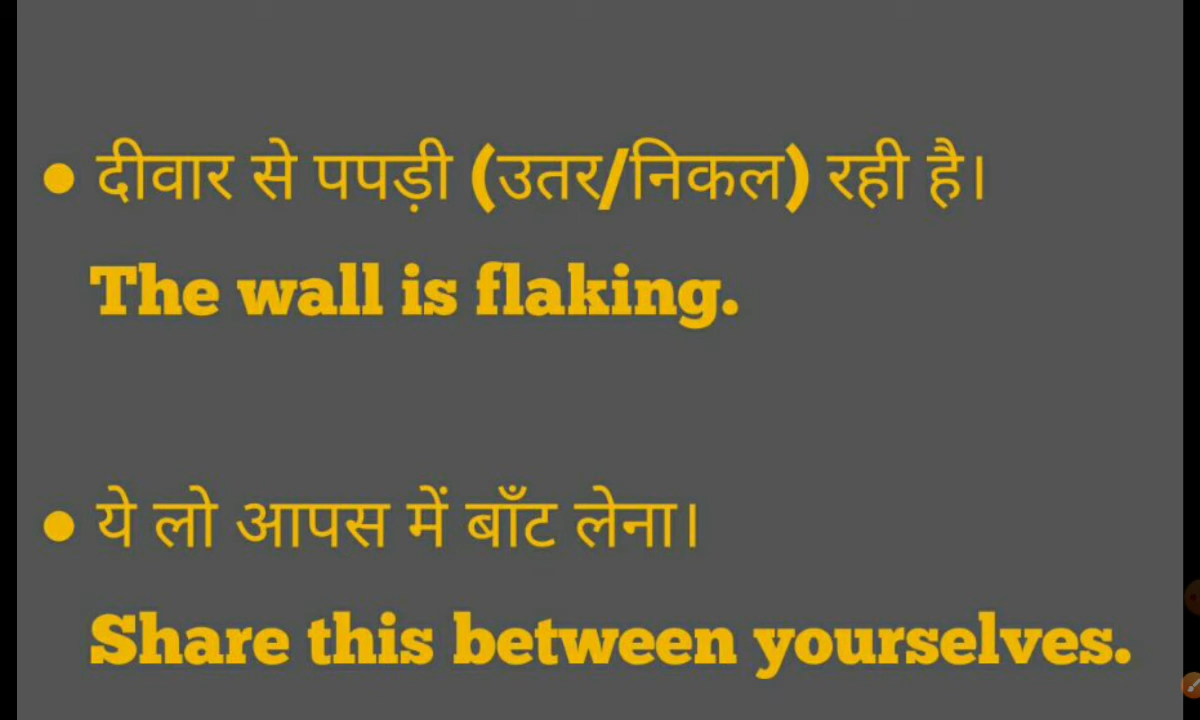 • दीवार से पपड़ी (उतर/निकल) रही है।
The wall is flaking.
• ये लो आपस में बाँट लेना।
Share this between yourselves.